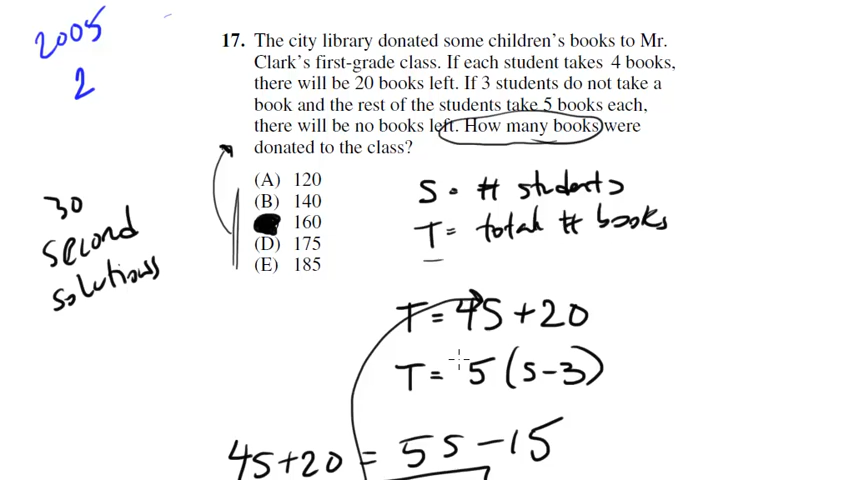 2005
2
17. The city library donated some children's books to Mr.
Clark's first-grade class. If each student takes 4 books,
there will be 20 books left. If 3 students do not take a
book and the rest of the students take 5 books each,
there will be no books left. How many books were
donated to the class?
(A) 120
(B) 140
160
(D) 175
(E) 185
30
second
solutions
S = # students
T = total # books
T = 4S + 20
T = 5(S-3)
4S+20 = 5S - 15